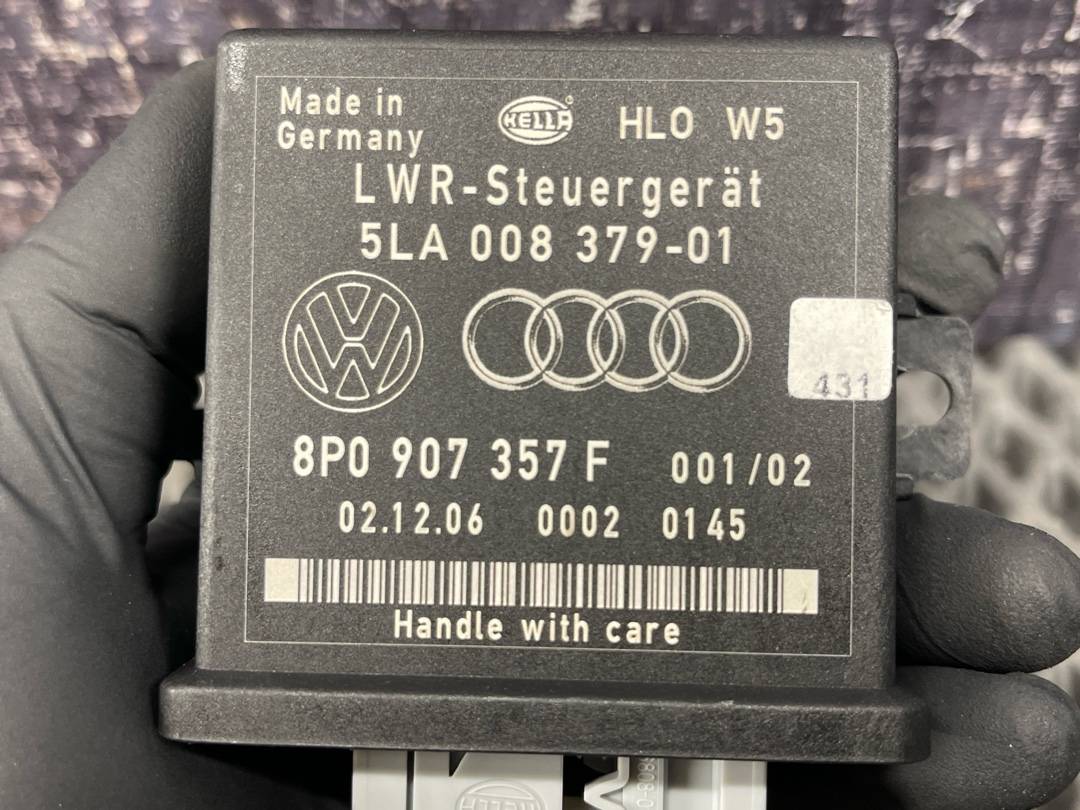 Made in
Germany
HELLA HLO W5
LWR-Steuergerät
5LA 008 379-01
431
8P0 907 357 F 001/02
02.12.06 0002 0145
Handle with care
HELLA